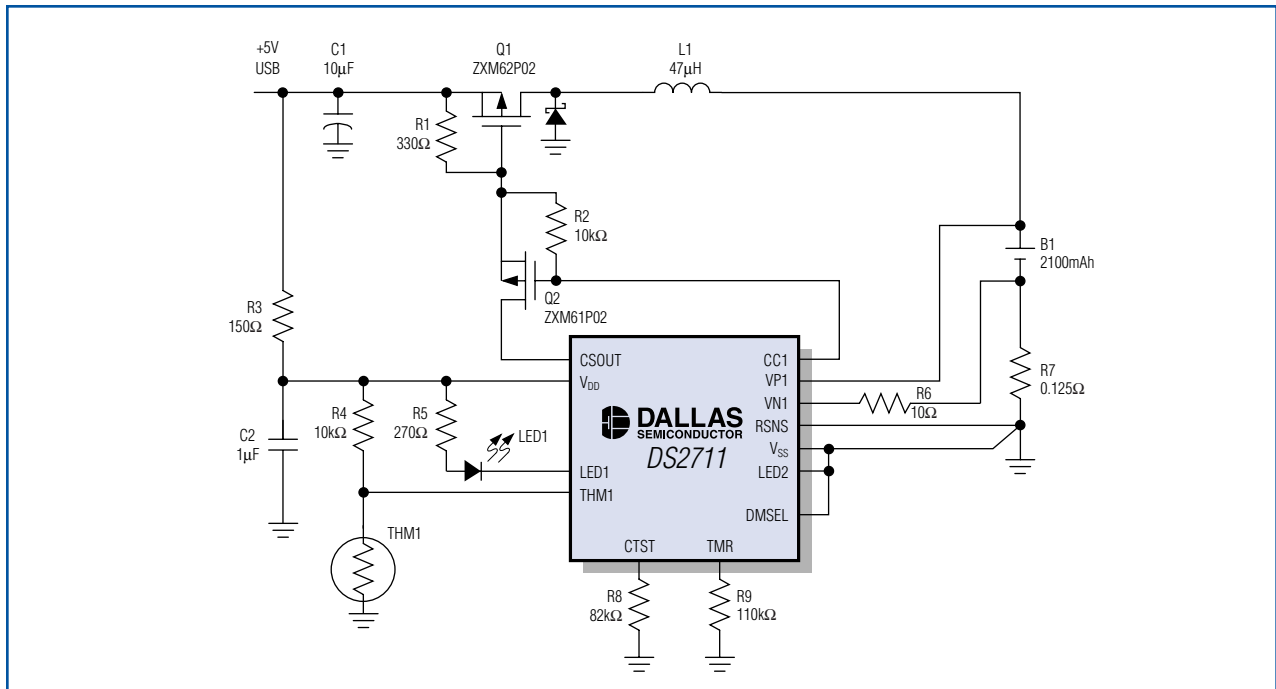 +5V
USB
C1
10μF
Q1
ZXM62P02
L1
47μH
R1
330Ω
R2
10kΩ
B1
2100mAh
Q2
ZXM61P02
R3
150Ω
CSOUT
CC1
VDD
VP1
R7
0.125Ω
R6
10Ω
VN1
R4
10kΩ
R5
270Ω
LED1
DALLAS
SEMICONDUCTOR
DS2711
RSNS
C2
1μF
VSS
LED1
LED2
THM1
DMSEL
THM1
CTST
TMR
R8
82kΩ
R9
110kΩ